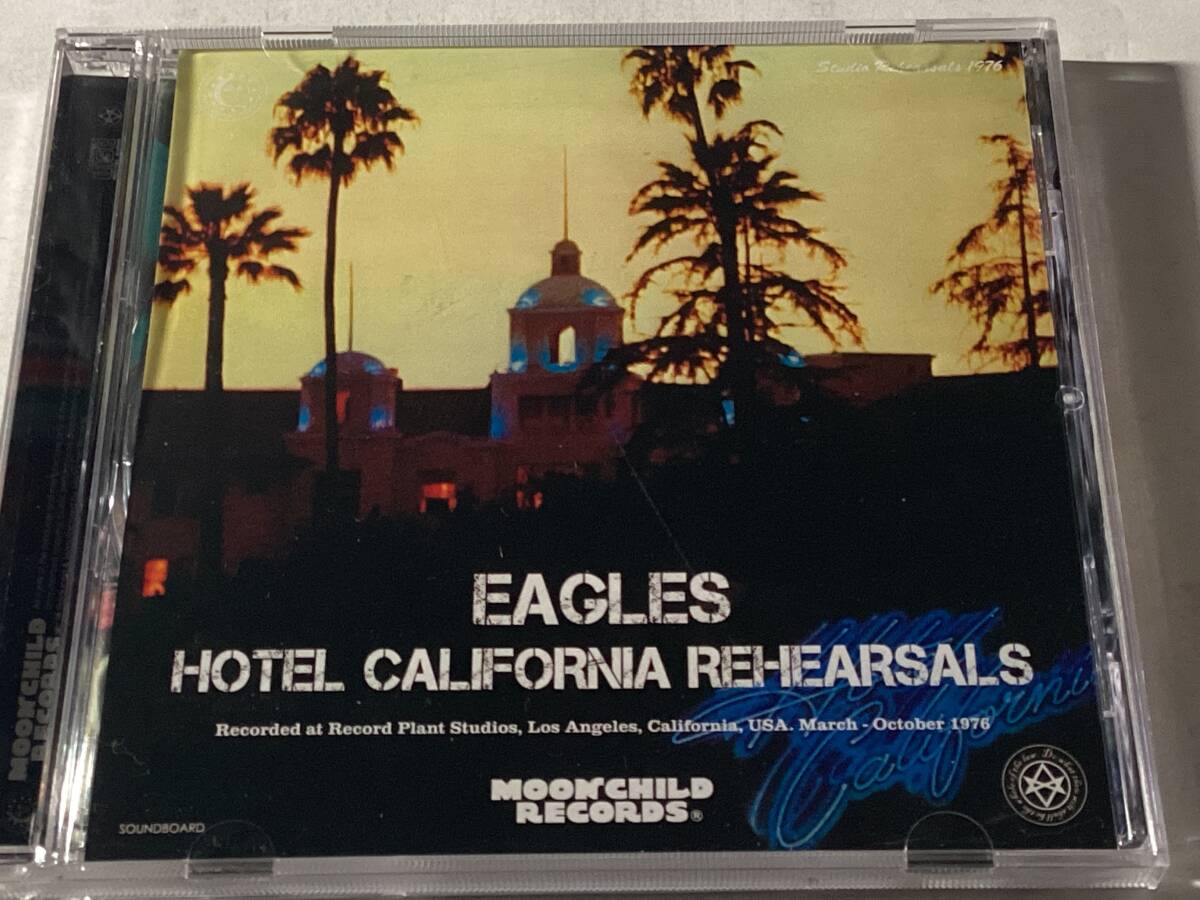 Studio Rehearsals 1976
EAGLES
HOTEL CALIFORNIA REHEARSALS
Recorded at Record Plant Studios, Los Angeles, California, USA. March - October 1976
California
MOONCHILD
RECORDS®
SOUNDBOARD
MOONCHILD
RECORDS